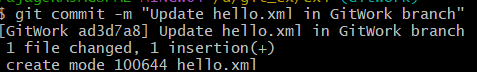 $ git commit -m "Update hello.xml in GitWork branch"
[GitWork ad3d7a8] Update hello.xml in GitWork branch
1 file changed, 1 insertion(+)
create mode 100644 hello.xml